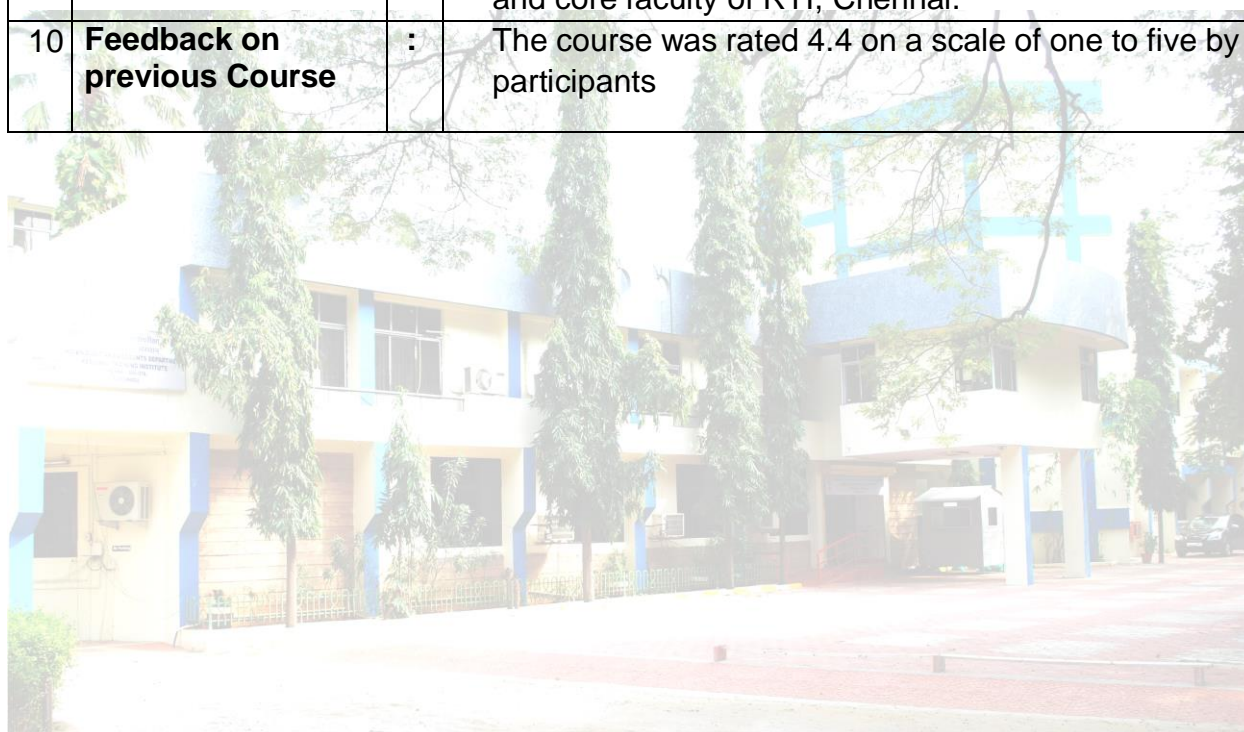 and core faculty of RTI, Chennai.
10 Feedback on : The course was rated 4.4 on a scale of one to five by
previous Course participants